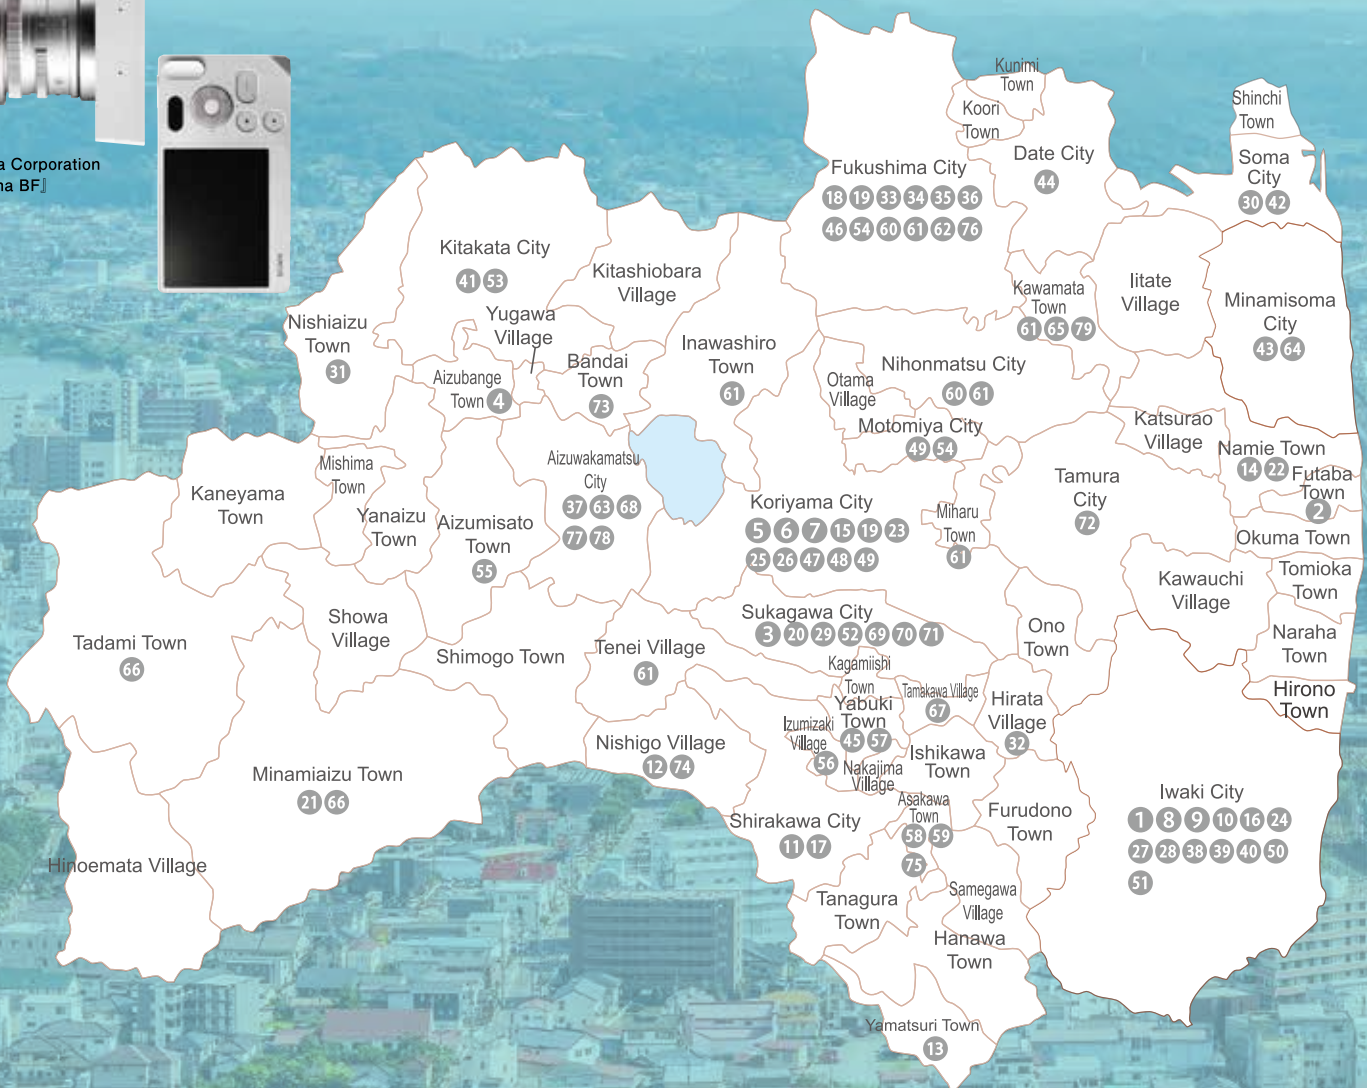 a Corporation
na BF』
Kunimi
Town
Koori
Town
Shinchi
Town
Fukushima City
18 19 33 34 35 36
46 54 60 61 62 76
Date City
44
Soma
City
30 42
Kitakata City
41 53
Kitashiobara
Village
Yugawa
Village
Nishiaizu
Town
31
Aizubange
Town 4
Bandai
Town
73
Inawashiro
Town
61
Kawamata
Town
61 65 79
Iitate
Village
Minamisoma
City
43 64
Otama
Village
Nihonmatsu City
60 61
Motomiya City
49 54
Katsurao
Village
Namie Town
14 22
Futaba
Town
2
Okuma Town
Tomioka
Town
Naraha
Town
Hirono
Town
Kaneyama
Town
Mishima
Town
Yanaizu
Town
Aizumisato
Town
55
Aizuwakamatsu
City
37 63 68
77 78
Koriyama City
5 6 7 15 19 23
25 26 47 48 49
Miharu
Town
61
Tamura
City
72
Kawauchi
Village
Tadami Town
66
Showa
Village
Shimogo Town
Tenei Village
61
Sukagawa City
3 20 29 52 69 70 71
Ono
Town
Kagamiishi
Town
Yabuki
Town
45 57
Tamakawa Village
67
Hirata
Village
32
Izumizaki
Village
56
Nakajima
Village
Ishikawa
Town
Nishigo Village
12 74
Minamiaizu Town
21 66
Hinoemata Village
Shirakawa City
11 17
Asakawa
Town
58 59
75
Furudono
Town
Iwaki City
1 8 9 10 16 24
27 28 38 39 40 50
51
Tanagura
Town
Samegawa
Village
Hanawa
Town
Yamatsuri Town
13